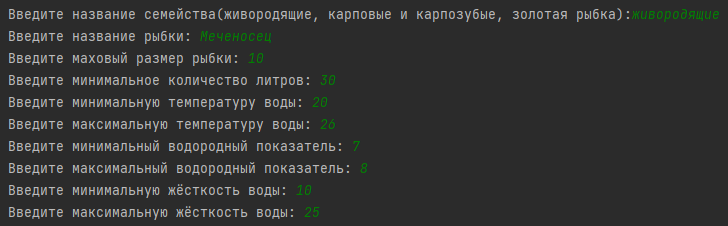 Введите название семейства(живородящие, карповые и карпозубые, золотая рыбка):живородящие
Введите название рыбки: Меченосец
Введите маховый размер рыбки: 10
Введите минимальное количество литров: 30
Введите минимальную температуру воды: 20
Введите максимальную температуру воды: 26
Введите минимальный водородный показатель: 7
Введите максимальный водородный показатель: 8
Введите минимальную жёсткость воды: 10
Введите максимальную жёсткость воды: 25